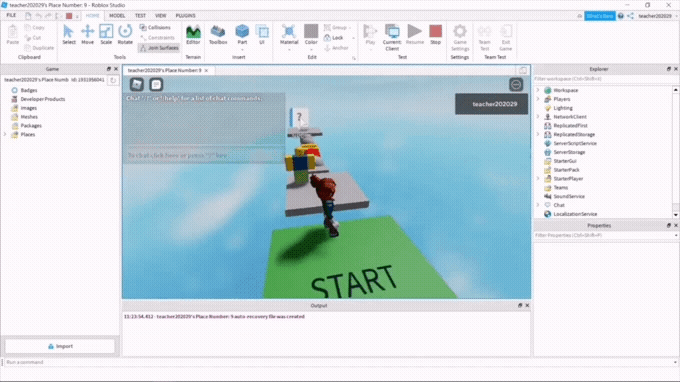 teacher202029's Place Number: 9 - Roblox Studio
FILE HOME MODEL TEST VIEW PLUGINS
What's New teacher202029
Paste Copy Cut Duplicate
Clipboard
Select Move Scale Rotate
Collisions
Constraints
Join Surfaces
Tools
Editor
Terrain
Toolbox Part UI
Insert
Material Color
Group
Lock
Anchor
Edit
Play Current: Client Resume Stop
Test
Game Settings
Settings
Team Test Exit Game
Team Test
Game
teacher202029's Place Numb
Badges
Developer Products
Images
Meshes
Packages
Places
Import
teacher202029's Place Number: 9
Chat '/?' or '/help' for a list of chat commands.
To chat click here or press "/" key
teacher202029
?
START
Output
11:23:54.412 - teacher202029's Place Number: 9 auto-recovery file was created
Explorer
Filter workspace (Ctrl+Shift+X)
Workspace
Players
Lighting
NetworkClient
ReplicatedFirst
ReplicatedStorage
ServerScriptService
ServerStorage
StarterGui
StarterPack
StarterPlayer
Teams
SoundService
Chat
LocalizationService
Properties
Filter Properties (Ctrl+Shift+P)
Run a command